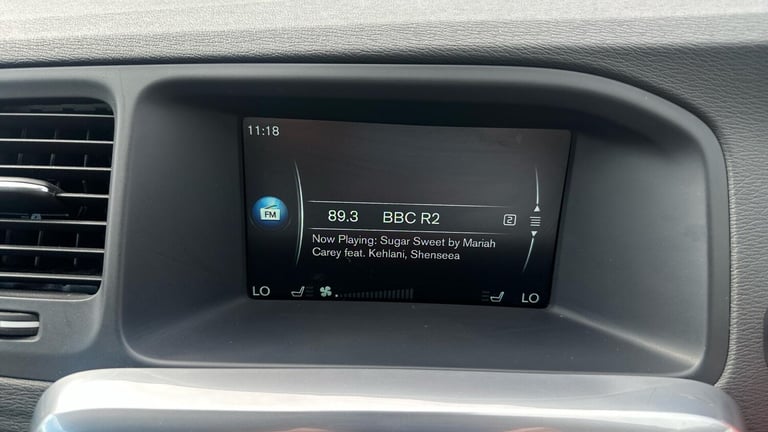 11:18
FM
89.3 BBC R2 2
Now Playing: Sugar Sweet by Mariah
Carey feat. Kehlani, Shenseea
LO LO